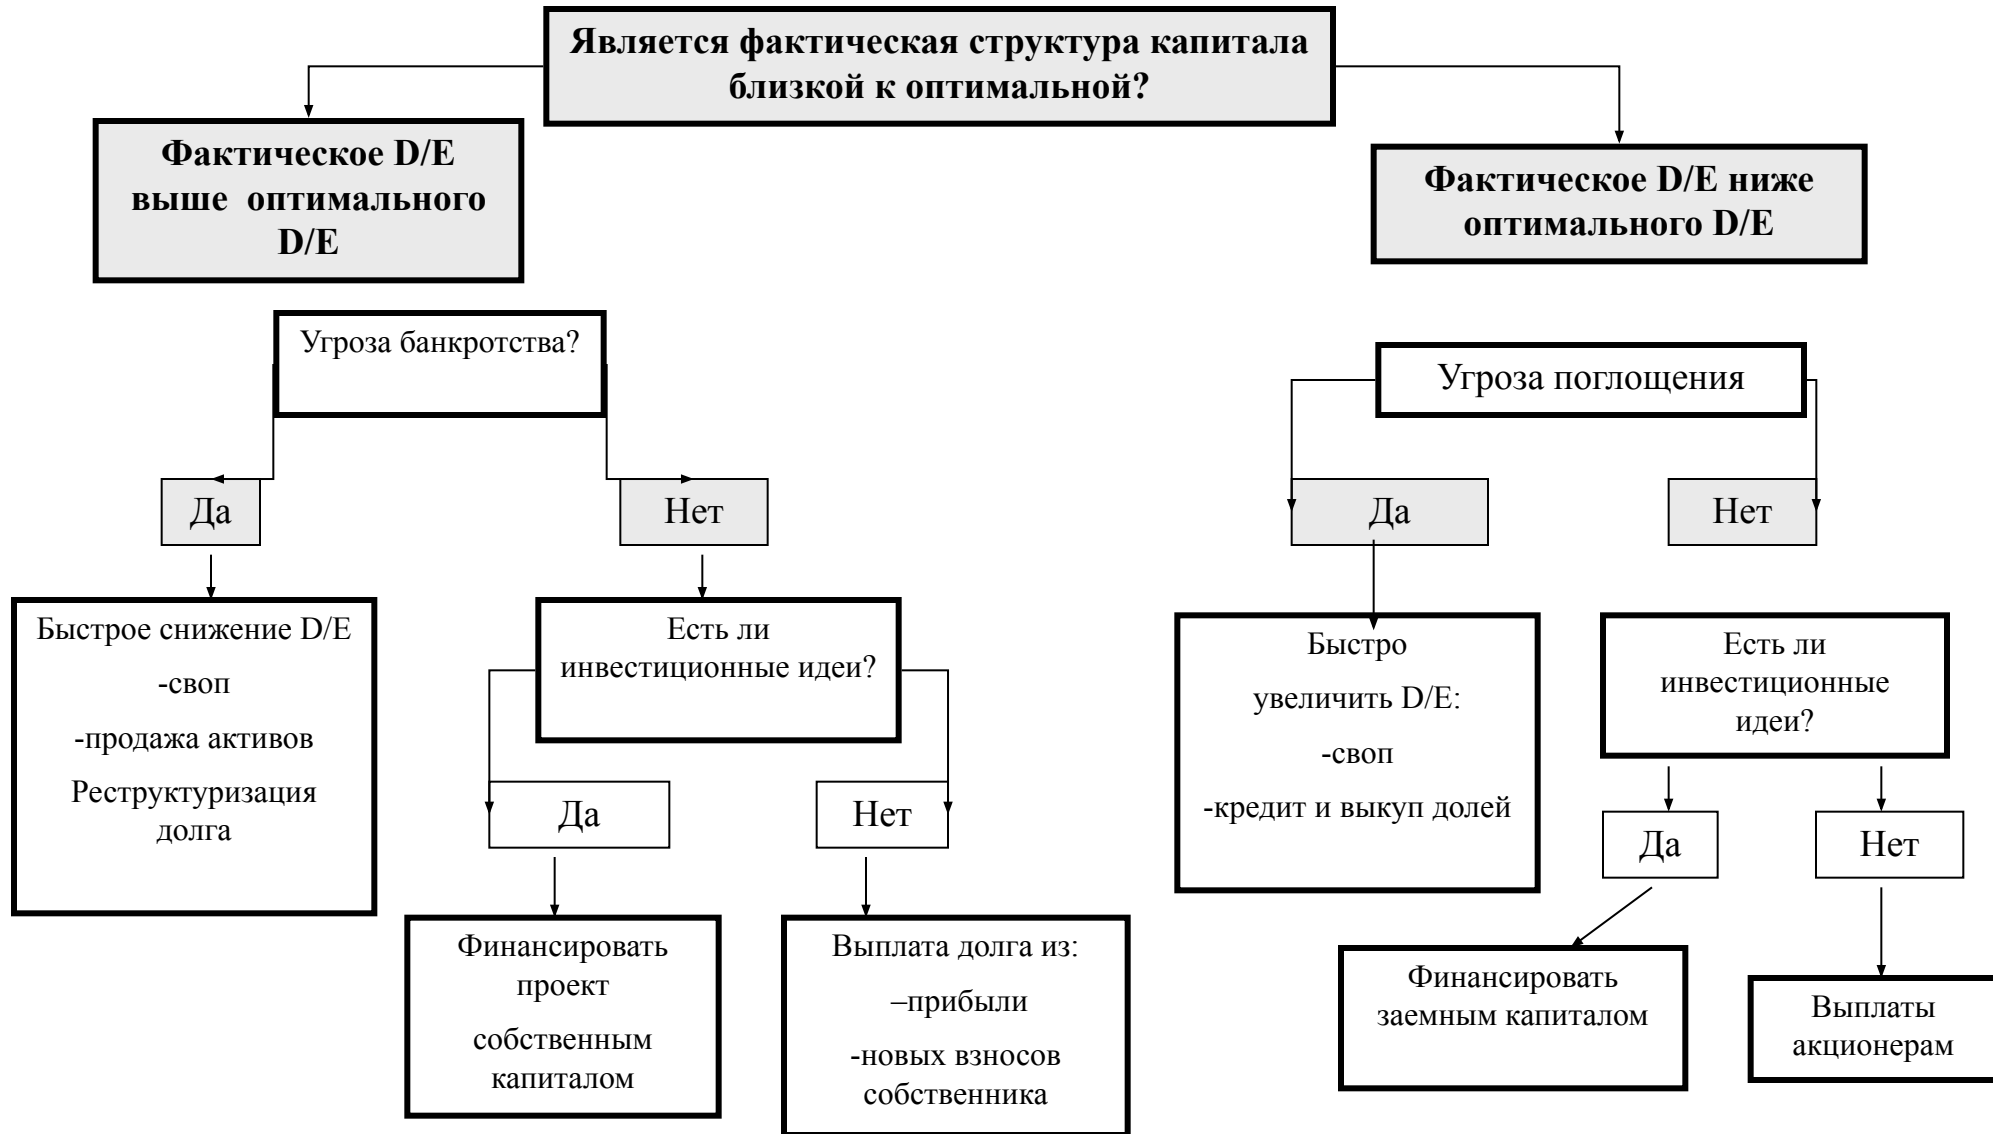 Является фактическая структура капитала
близкой к оптимальной?
Фактическое D/E
выше оптимального
D/E
Фактическое D/E ниже
оптимального D/E
Угроза банкротства?
Угроза поглощения
Да
Нет
Да
Нет
Быстрое снижение D/E
-своп
-продажа активов
Реструктуризация
долга
Есть ли
инвестиционные идеи?
Быстро
увеличить D/E:
-своп
-кредит и выкуп долей
Есть ли
инвестиционные
идеи?
Да
Нет
Да
Нет
Финансировать
проект
собственным
капиталом
Выплата долга из:
–прибыли
-новых взносов
собственника
Финансировать
заемным капиталом
Выплаты
акционерам